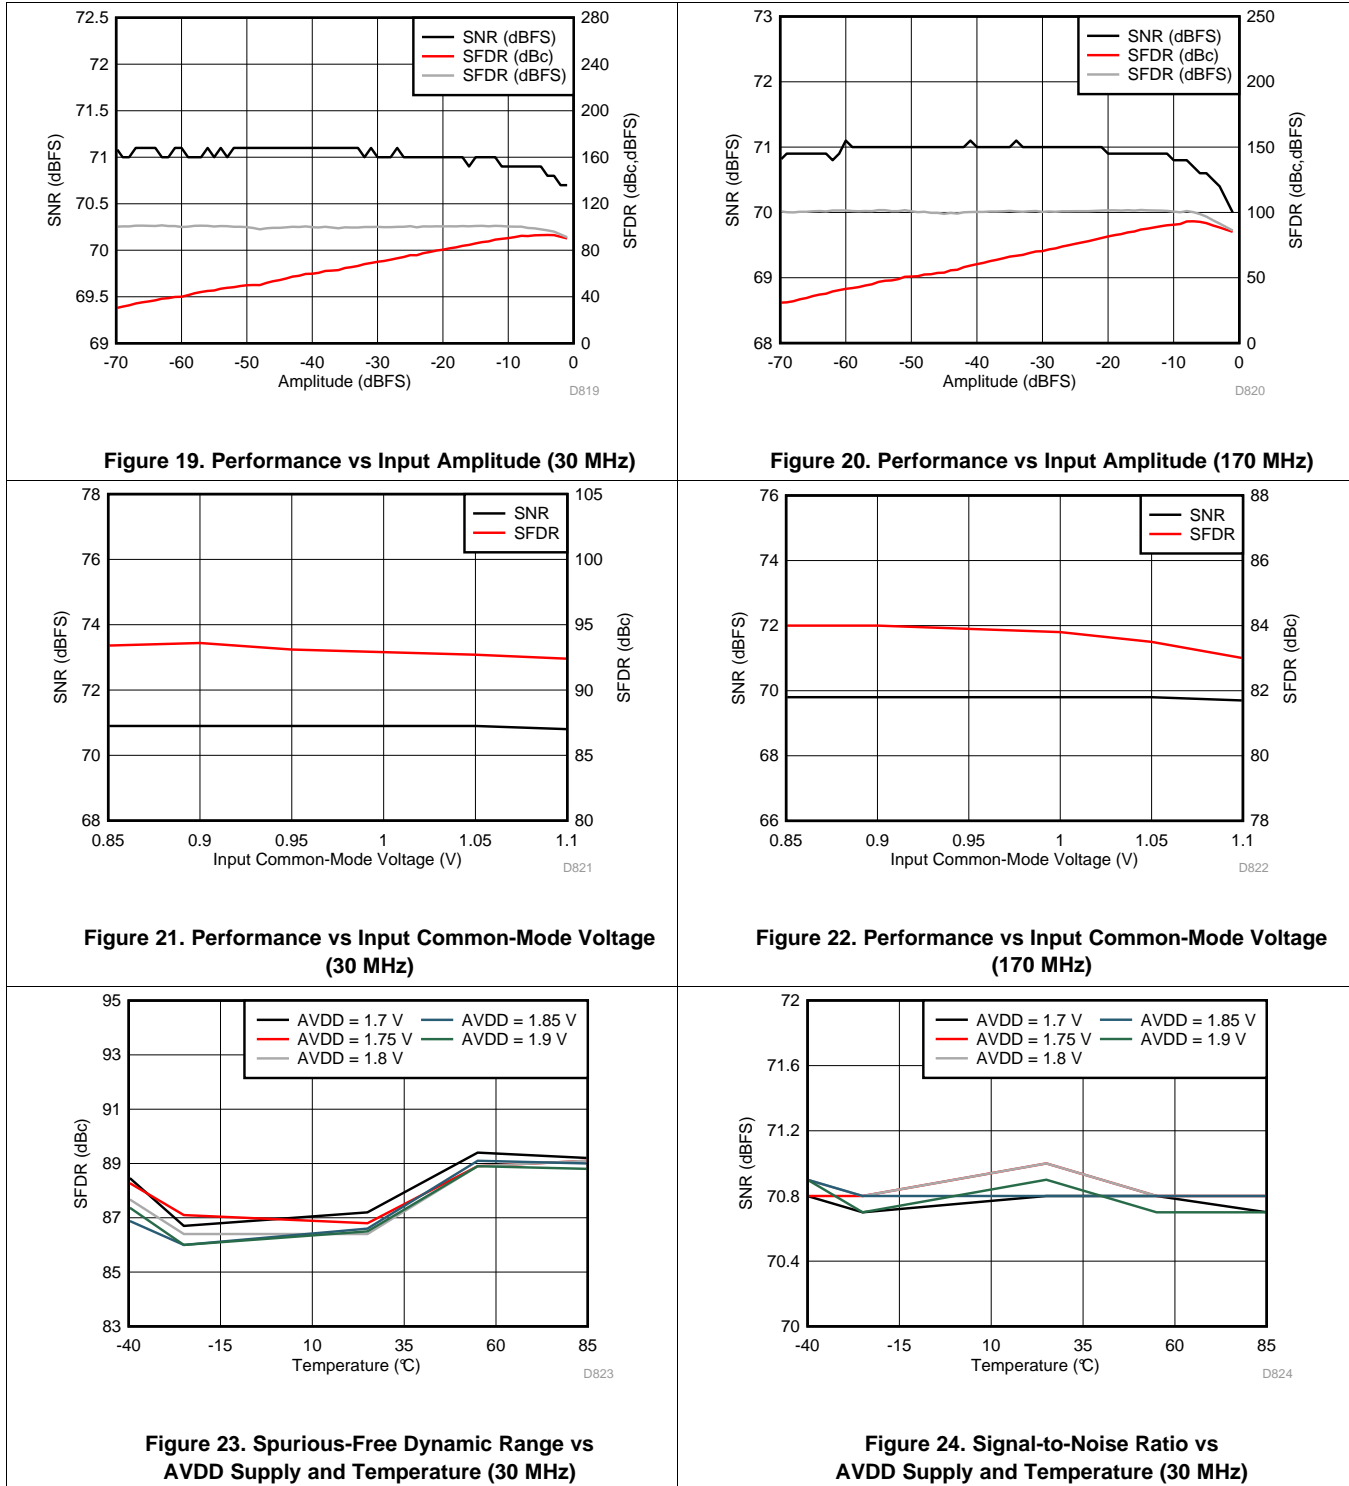 72.5
72
71.5
71
70.5
70
69.5
69
280
240
200
160
120
80
40
0
-70 -60 -50 -40 -30 -20 -10 0
SNR (dBFS)
SFDR (dBc,dBFS)
Amplitude (dBFS)
SNR (dBFS)
SFDR (dBc)
SFDR (dBFS)
D819
Figure 19. Performance vs Input Amplitude (30 MHz)
73
72
71
70
69
68
250
200
150
100
50
0
-70 -60 -50 -40 -30 -20 -10 0
SNR (dBFS)
SFDR (dBc,dBFS)
Amplitude (dBFS)
SNR (dBFS)
SFDR (dBc)
SFDR (dBFS)
D820
Figure 20. Performance vs Input Amplitude (170 MHz)
78
76
74
72
70
68
105
100
95
90
85
80
0.85 0.9 0.95 1 1.05 1.1
SNR (dBFS)
SFDR (dBc)
Input Common-Mode Voltage (V)
SNR
SFDR
D821
Figure 21. Performance vs Input Common-Mode Voltage
(30 MHz)
76
74
72
70
68
66
88
86
84
82
80
78
0.85 0.9 0.95 1 1.05 1.1
SNR (dBFS)
SFDR (dBc)
Input Common-Mode Voltage (V)
SNR
SFDR
D822
Figure 22. Performance vs Input Common-Mode Voltage
(170 MHz)
95
93
91
89
87
85
83
-40 -15 10 35 60 85
SFDR (dBc)
Temperature (°C)
AVDD = 1.7 V
AVDD = 1.75 V
AVDD = 1.8 V
AVDD = 1.85 V
AVDD = 1.9 V
D823
Figure 23. Spurious-Free Dynamic Range vs
AVDD Supply and Temperature (30 MHz)
72
71.6
71.2
70.8
70.4
70
-40 -15 10 35 60 85
SNR (dBFS)
Temperature (°C)
AVDD = 1.7 V
AVDD = 1.75 V
AVDD = 1.8 V
AVDD = 1.85 V
AVDD = 1.9 V
D824
Figure 24. Signal-to-Noise Ratio vs
AVDD Supply and Temperature (30 MHz)